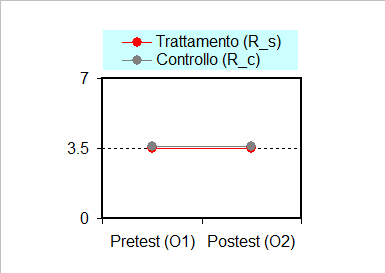 Trattamento (R_s)
Controllo (R_c)
7
3.5
0
Pretest (O1) Postest (O2)